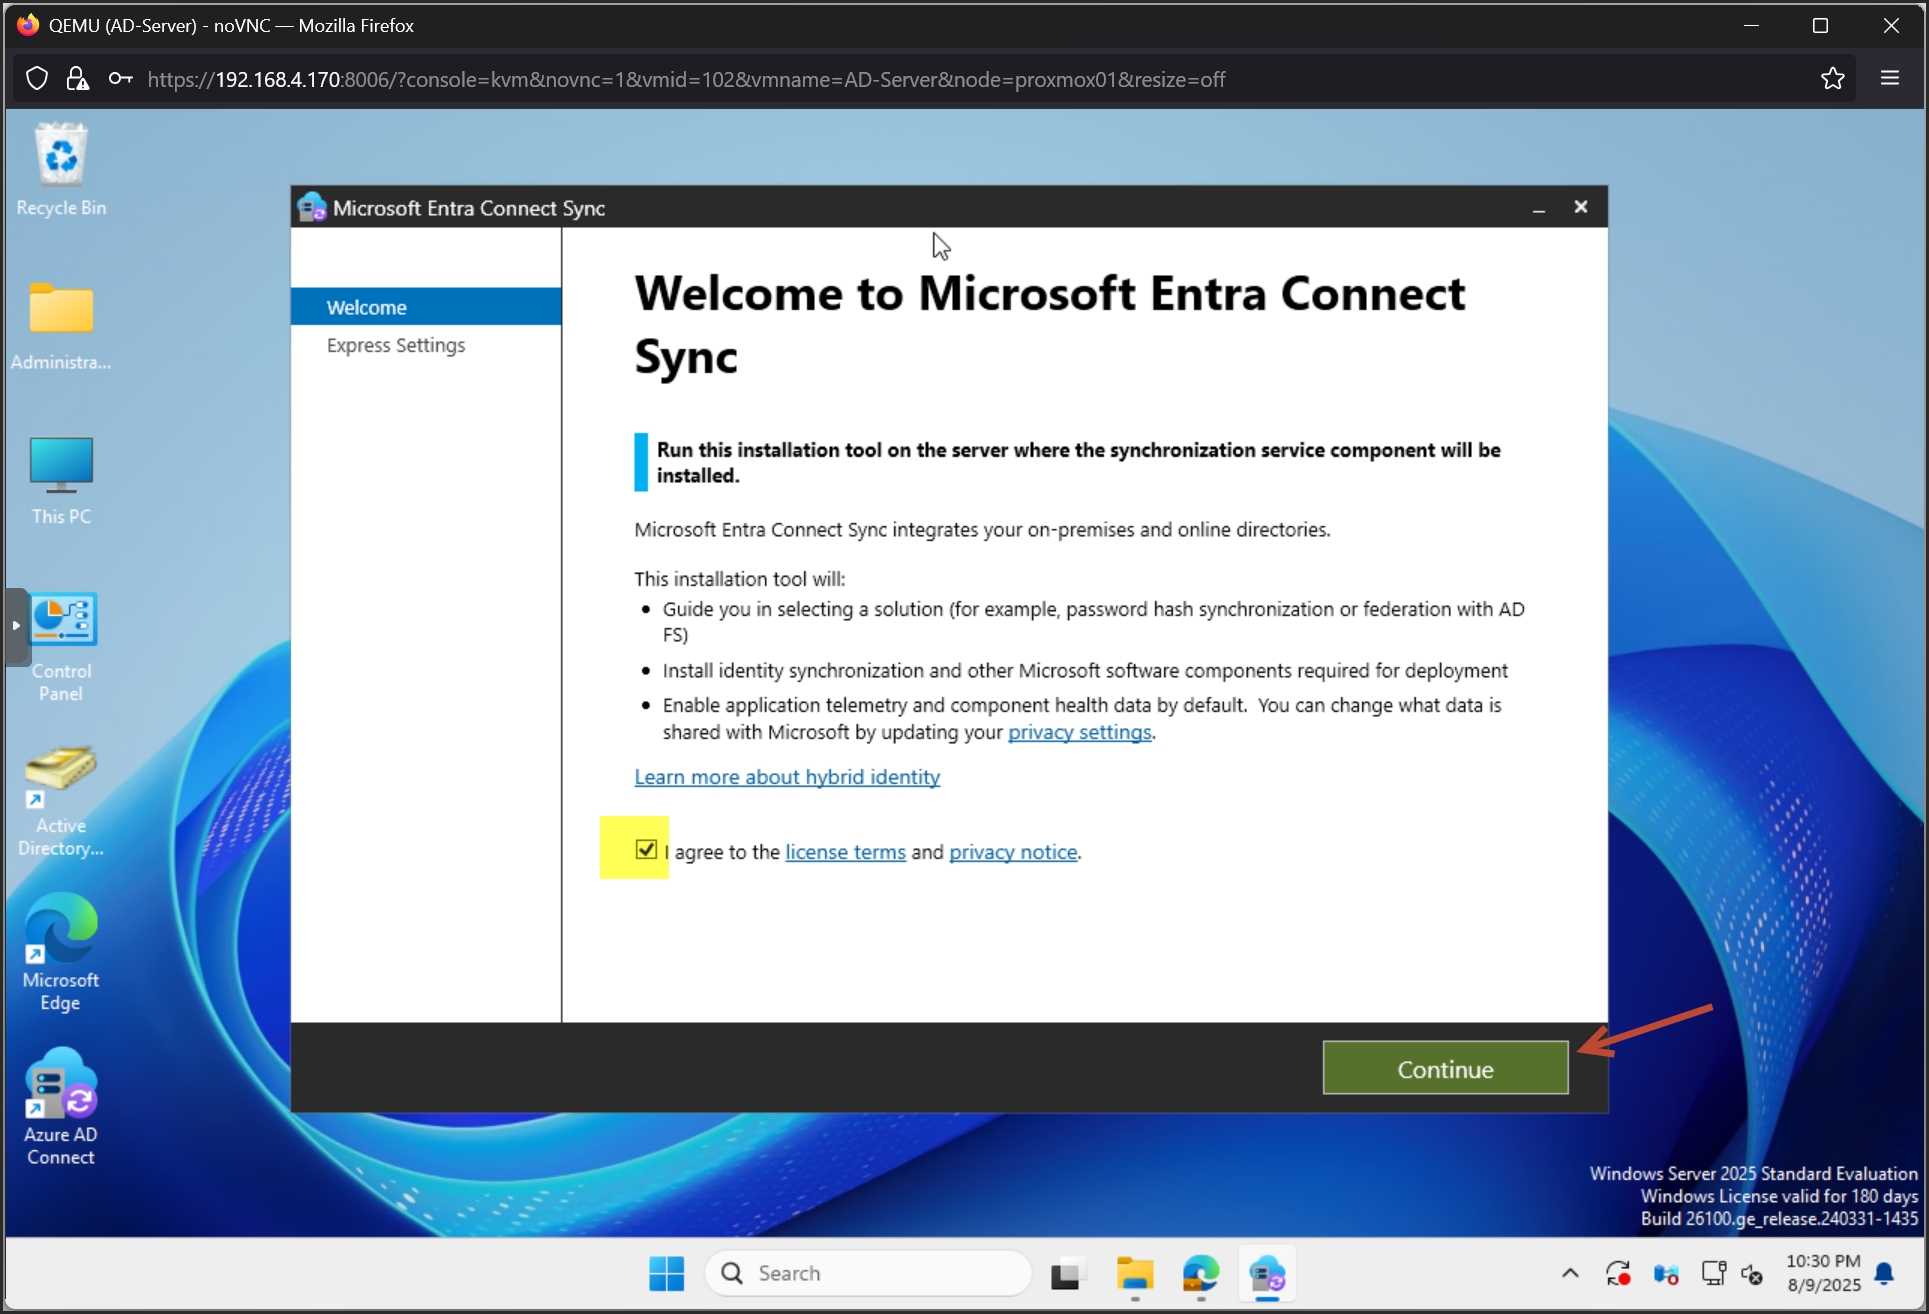 QEMU (AD-Server) - noVNC — Mozilla Firefox
https://192.168.4.170:8006/?console=kvm&novnc=1&vmid=102&vmname=AD-Server&node=proxmox01&resize=off
Recycle Bin
Administra...
This PC
Control
Panel
Active
Directory...
Microsoft
Edge
Azure AD
Connect
Microsoft Entra Connect Sync
Welcome
Express Settings
Welcome to Microsoft Entra Connect
Sync
Run this installation tool on the server where the synchronization service component will be
installed.
Microsoft Entra Connect Sync integrates your on-premises and online directories.
This installation tool will:
• Guide you in selecting a solution (for example, password hash synchronization or federation with AD
FS)
• Install identity synchronization and other Microsoft software components required for deployment
• Enable application telemetry and component health data by default.  You can change what data is
shared with Microsoft by updating your privacy settings.
Learn more about hybrid identity
I agree to the license terms and privacy notice.
Continue
Windows Server 2025 Standard Evaluation
Windows License valid for 180 days
Build 26100.ge_release.240331-1435
Search
10:30 PM
8/9/2025